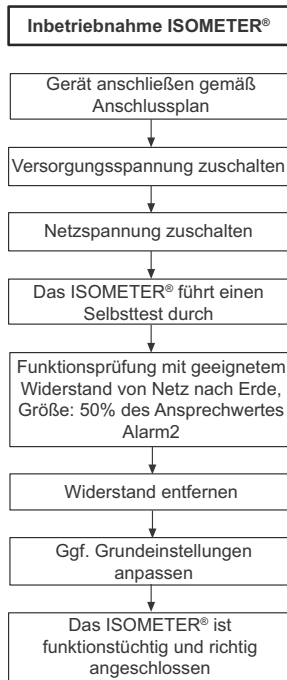 Inbetriebnahme ISOMETER®
Gerät anschließen gemäß
Anschlussplan
Versorgungsspannung zuschalten
Netzspannung zuschalten
Das ISOMETER® führt einen
Selbsttest durch
Funktionsprüfung mit geeignetem
Widerstand von Netz nach Erde,
Größe: 50% des Ansprechwertes
Alarm2
Widerstand entfernen
Ggf. Grundeinstellungen
anpassen
Das ISOMETER® ist
funktionstüchtig und richtig
angeschlossen